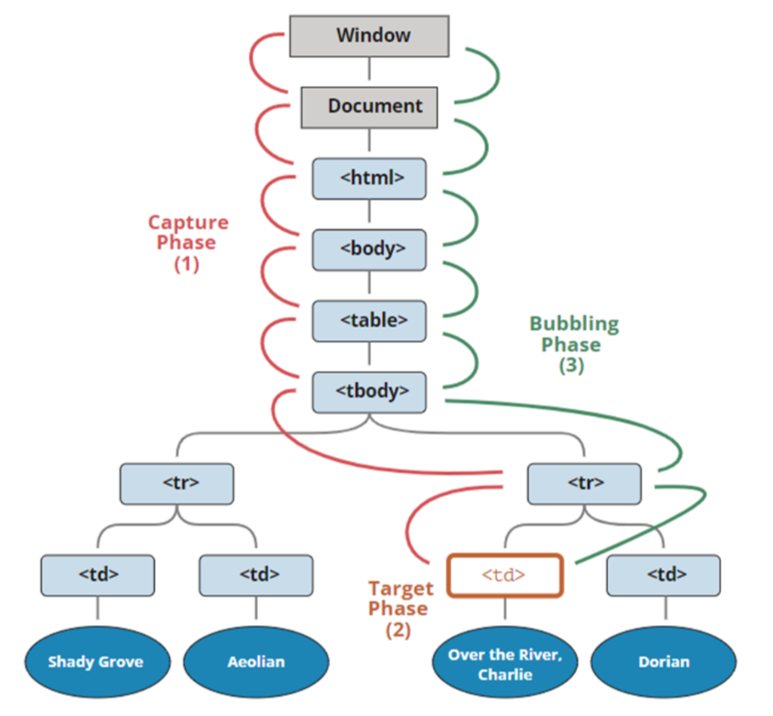 Window
Document
<html>
Capture
Phase
(1)
<body>
<table>
Bubbling
Phase
(3)
<tbody>
<tr>
<tr>
<td>
<td>
<td>
<td>
Target
Phase
(2)
Shady Grove
Aeolian
Over the River,
Charlie
Dorian